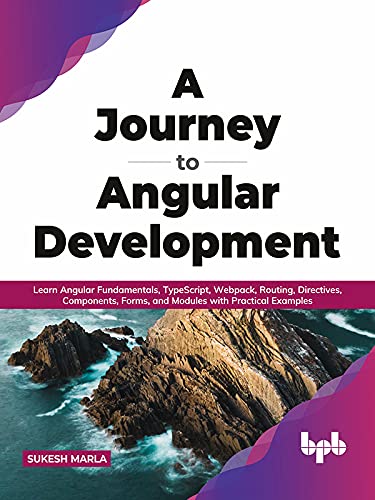 A
Journey
to
Angular
Development
Learn Angular Fundamentals, TypeScript, Webpack, Routing, Directives,
Components, Forms, and Modules with Practical Examples
SUKESH MARLA
bpb